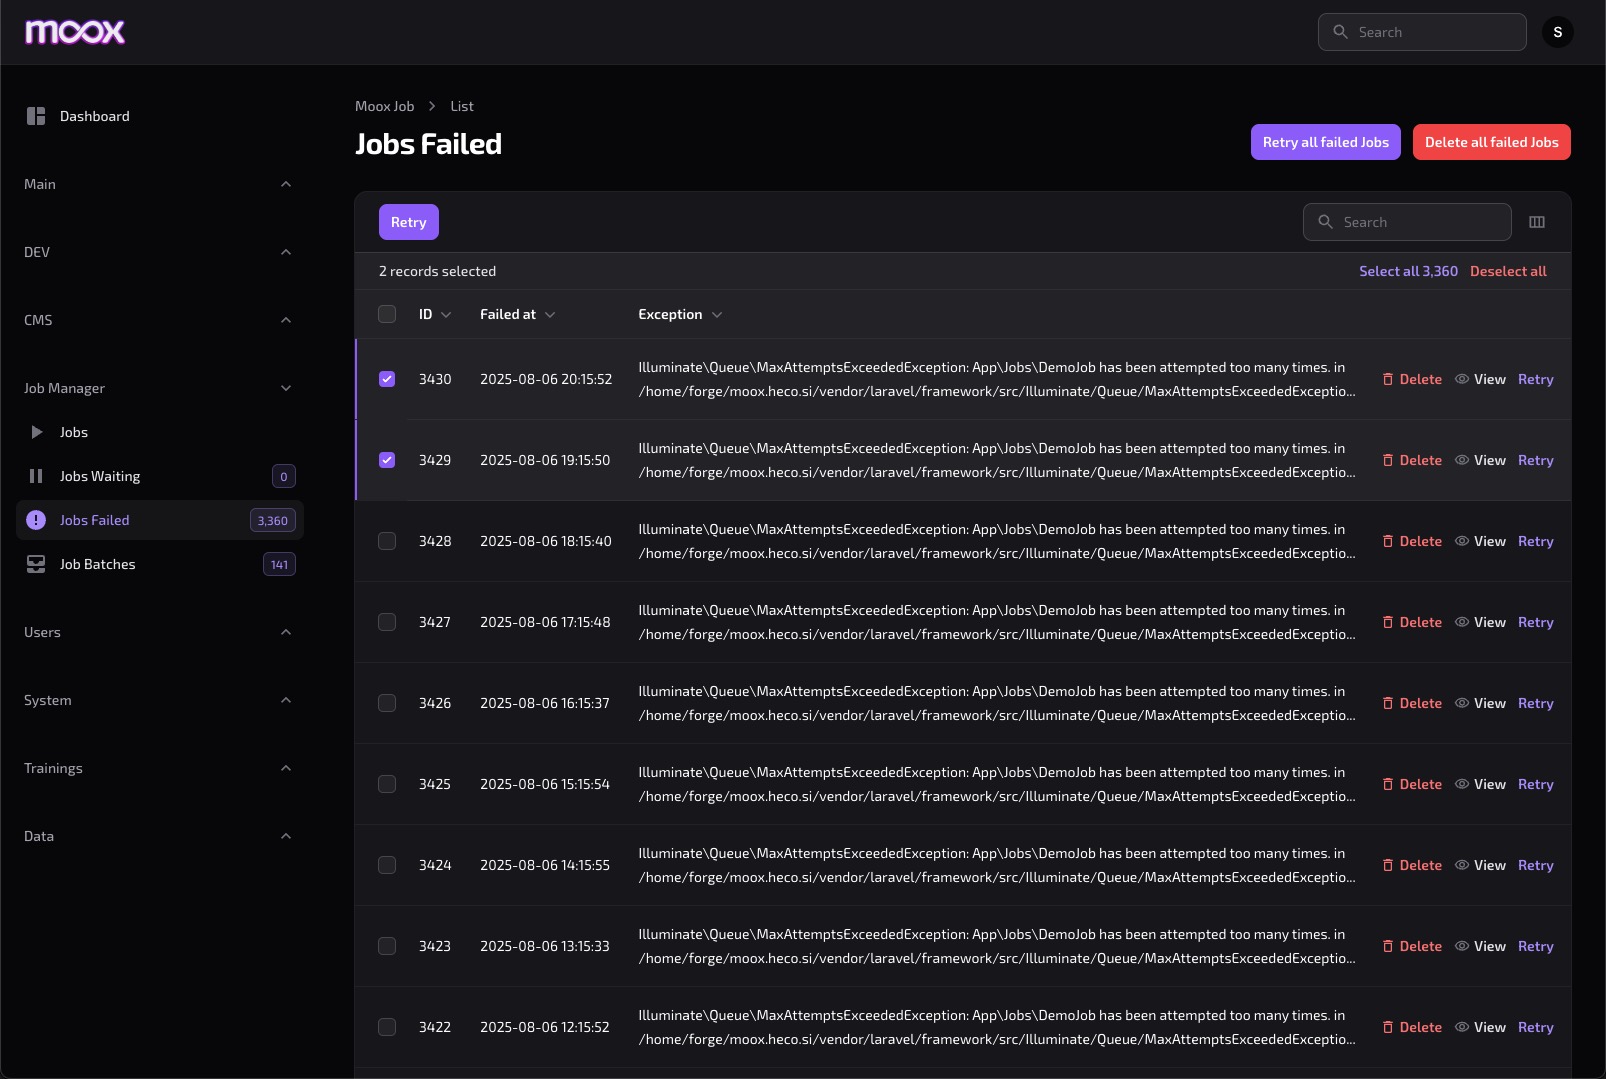 moox
Search
S
Dashboard
Main
DEV
CMS
Job Manager
Jobs
Jobs Waiting 0
Jobs Failed 3,360
Job Batches 141
Users
System
Trainings
Data
Moox Job > List
Jobs Failed
Retry all failed Jobs
Delete all failed Jobs
Retry
Search
2 records selected
Select all 3,360 Deselect all
ID Failed at Exception
3430 2025-08-06 20:15:52 Illuminate\Queue\MaxAttemptsExceededException: App\Jobs\DemoJob has been attempted too many times. in
/home/forge/moox.heco.si/vendor/laravel/framework/src/Illuminate/Queue/MaxAttemptsExceededExceptio... Delete View Retry
3429 2025-08-06 19:15:50 Illuminate\Queue\MaxAttemptsExceededException: App\Jobs\DemoJob has been attempted too many times. in
/home/forge/moox.heco.si/vendor/laravel/framework/src/Illuminate/Queue/MaxAttemptsExceededExceptio... Delete View Retry
3428 2025-08-06 18:15:40 Illuminate\Queue\MaxAttemptsExceededException: App\Jobs\DemoJob has been attempted too many times. in
/home/forge/moox.heco.si/vendor/laravel/framework/src/Illuminate/Queue/MaxAttemptsExceededExceptio... Delete View Retry
3427 2025-08-06 17:15:48 Illuminate\Queue\MaxAttemptsExceededException: App\Jobs\DemoJob has been attempted too many times. in
/home/forge/moox.heco.si/vendor/laravel/framework/src/Illuminate/Queue/MaxAttemptsExceededExceptio... Delete View Retry
3426 2025-08-06 16:15:37 Illuminate\Queue\MaxAttemptsExceededException: App\Jobs\DemoJob has been attempted too many times. in
/home/forge/moox.heco.si/vendor/laravel/framework/src/Illuminate/Queue/MaxAttemptsExceededExceptio... Delete View Retry
3425 2025-08-06 15:15:54 Illuminate\Queue\MaxAttemptsExceededException: App\Jobs\DemoJob has been attempted too many times. in
/home/forge/moox.heco.si/vendor/laravel/framework/src/Illuminate/Queue/MaxAttemptsExceededExceptio... Delete View Retry
3424 2025-08-06 14:15:55 Illuminate\Queue\MaxAttemptsExceededException: App\Jobs\DemoJob has been attempted too many times. in
/home/forge/moox.heco.si/vendor/laravel/framework/src/Illuminate/Queue/MaxAttemptsExceededExceptio... Delete View Retry
3423 2025-08-06 13:15:33 Illuminate\Queue\MaxAttemptsExceededException: App\Jobs\DemoJob has been attempted too many times. in
/home/forge/moox.heco.si/vendor/laravel/framework/src/Illuminate/Queue/MaxAttemptsExceededExceptio... Delete View Retry
3422 2025-08-06 12:15:52 Illuminate\Queue\MaxAttemptsExceededException: App\Jobs\DemoJob has been attempted too many times. in
/home/forge/moox.heco.si/vendor/laravel/framework/src/Illuminate/Queue/MaxAttemptsExceededExceptio... Delete View Retry